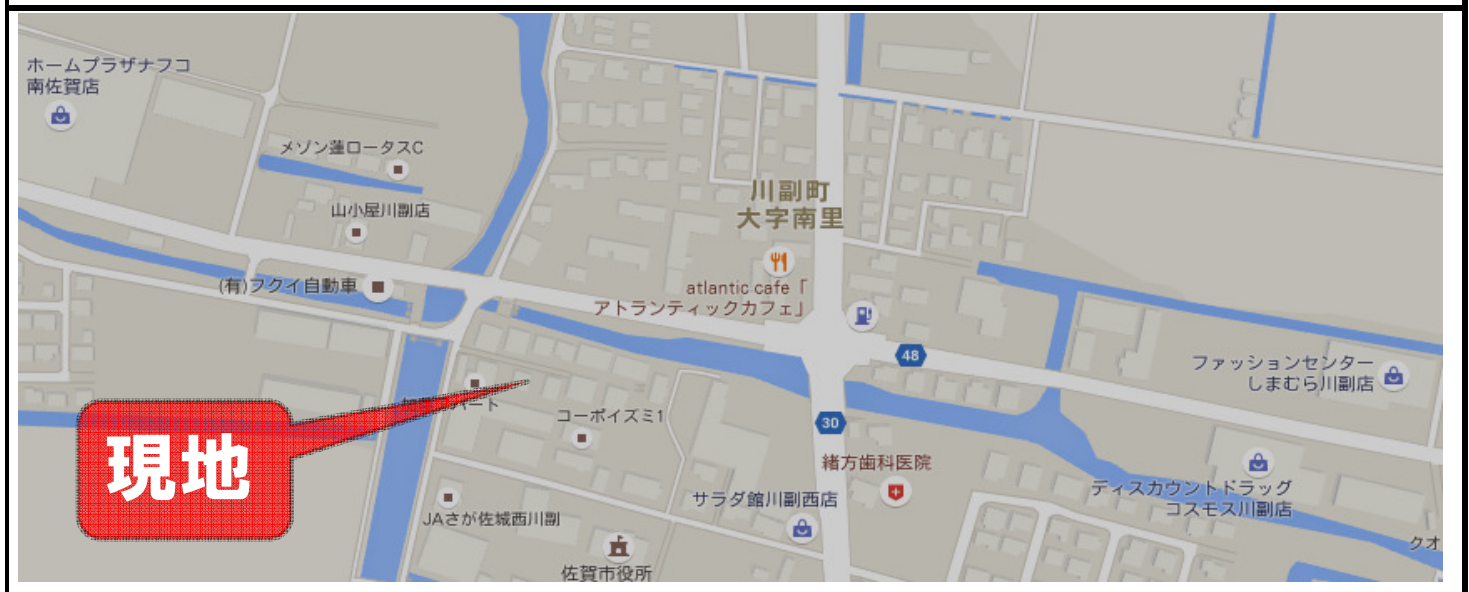 ホームプラザナフコ
南佐賀店
メゾン蓮ロータスC
山小屋川副店
川副町
大字南里
(有)フクイ自動車
atlantic cafe「
アトランティックカフェ」
48
ファッションセンター
しまむら川副店
コーポイズミ1
30
現地
緒方歯科医院
サラダ館川副西店
ディスカウントドラッグ
コスモス川副店
JAさが佐城西川副
クオ
佐賀市役所